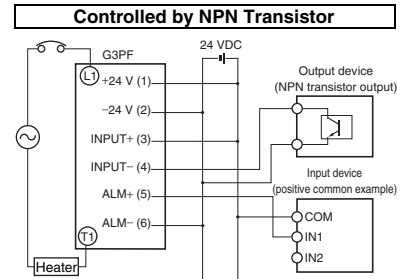 Controlled by NPN Transistor
24 VDC
G3PF
L1
+24 V (1)
−24 V (2)
INPUT+ (3)
INPUT− (4)
ALM+ (5)
ALM− (6)
T1
Heater
Output device
(NPN transistor output)
Input device
(positive common example)
COM
IN1
IN2